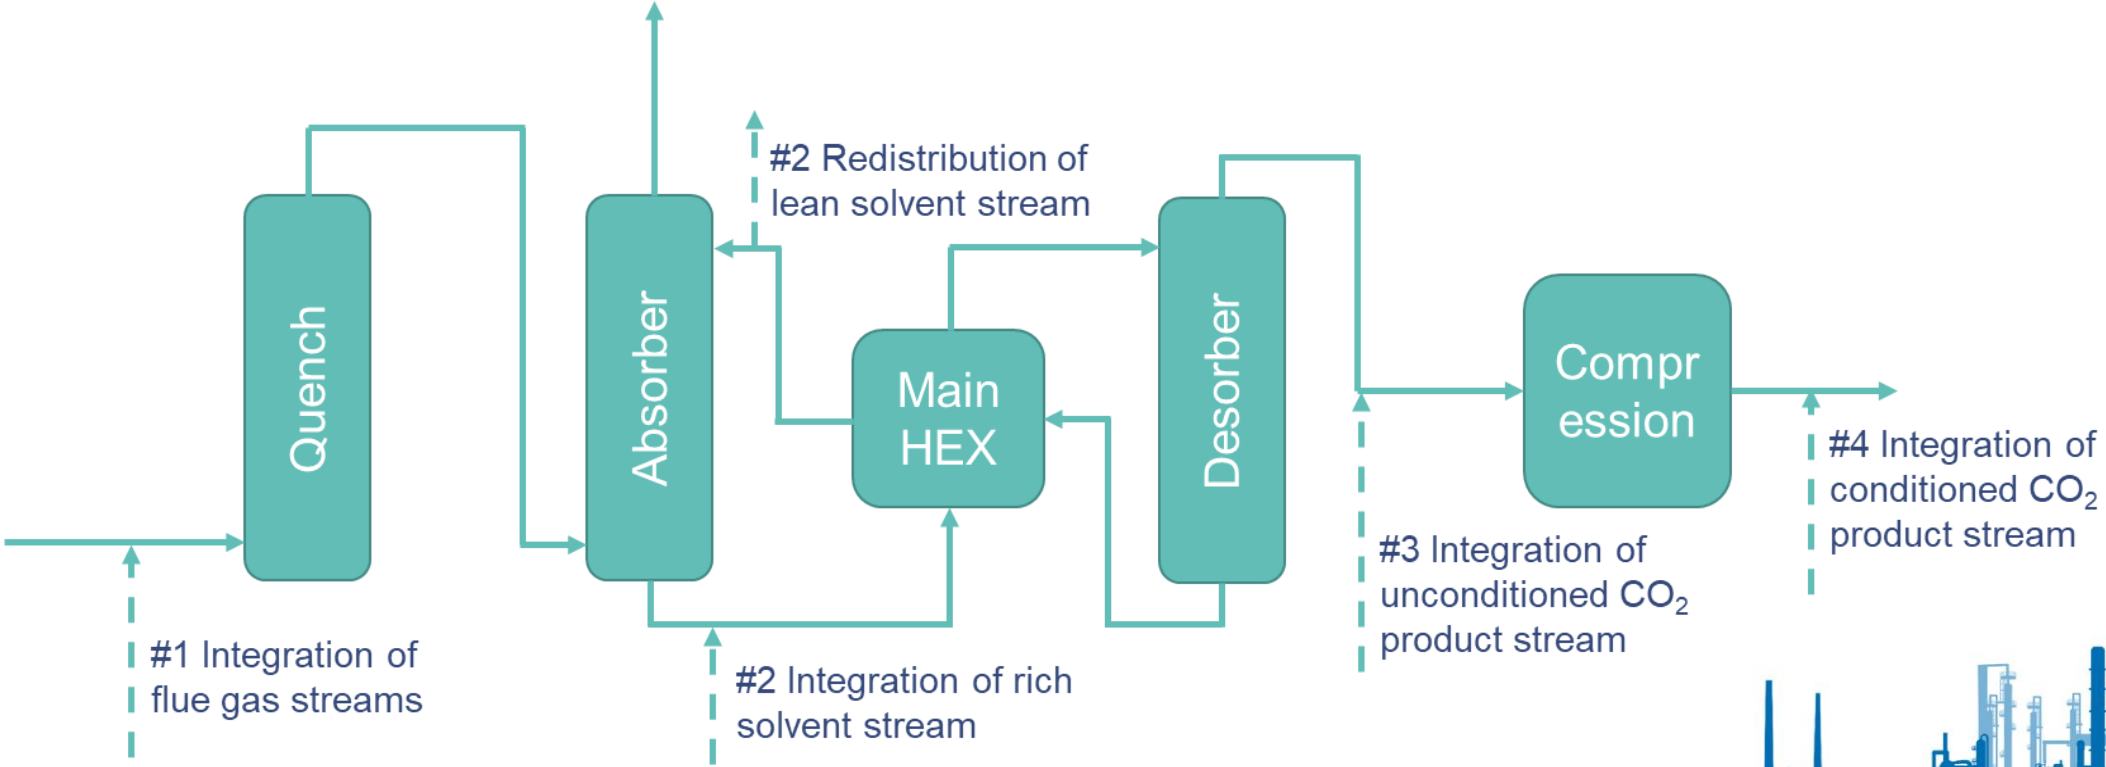 #2 Redistribution of
lean solvent stream
Quench
Absorber
Main
HEX
Desorber
Compr
ession
#1 Integration of
flue gas streams
#2 Integration of rich
solvent stream
#3 Integration of
unconditioned CO₂
product stream
#4 Integration of
conditioned CO₂
product stream